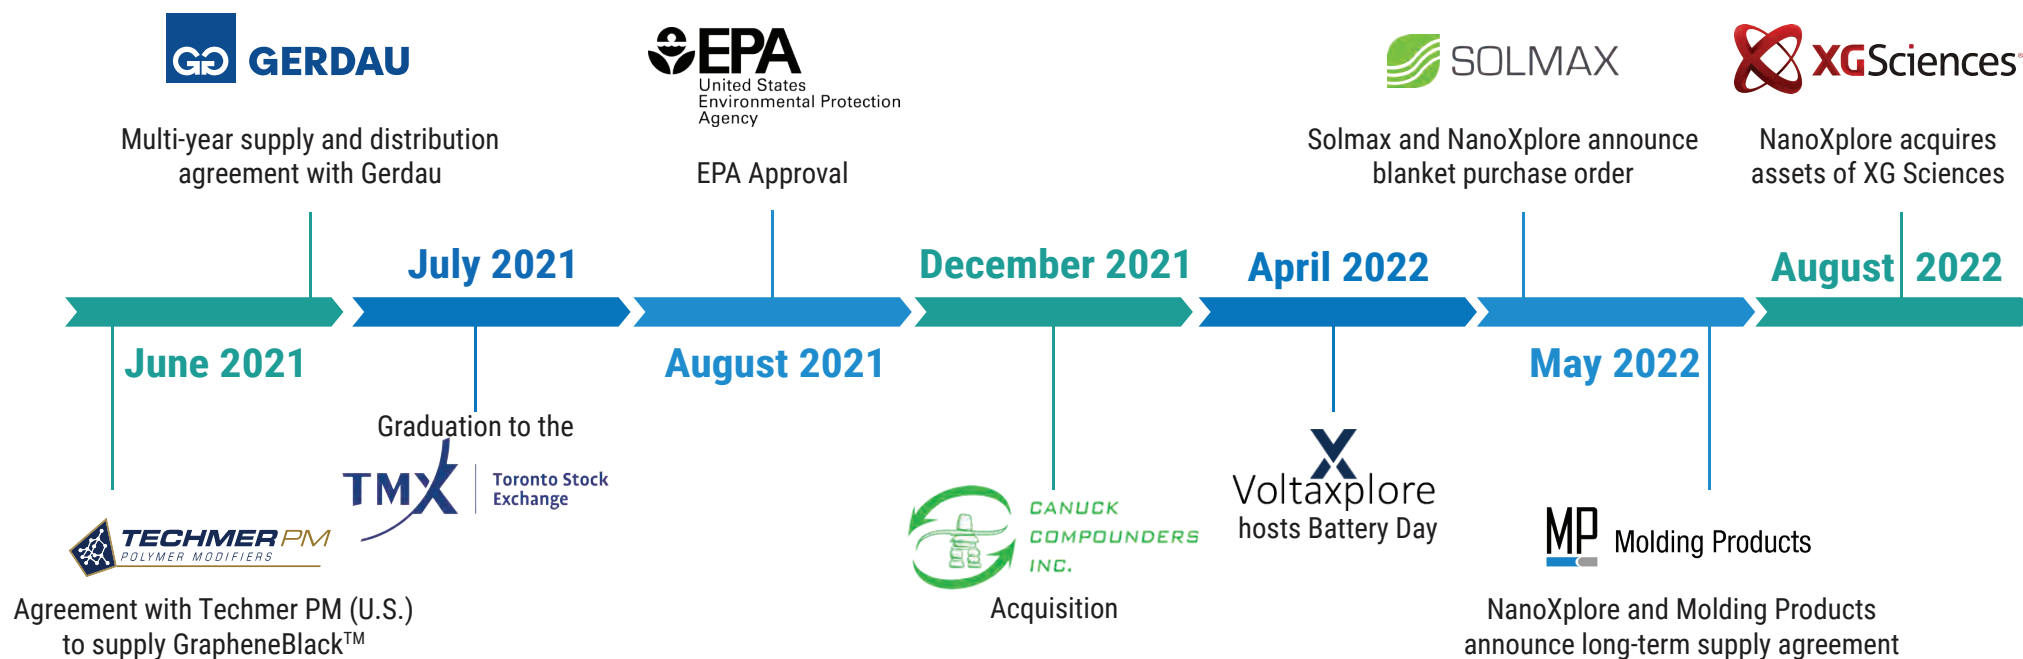 GERDAU
Multi-year supply and distribution
agreement with Gerdau
EPA
United States
Environmental Protection
Agency
EPA Approval
SOLMAX
Solmax and NanoXplore announce
blanket purchase order
XGSciences®
NanoXplore acquires
assets of XG Sciences
July 2021
December 2021
April 2022
August 2022
June 2021
August 2021
May 2022
TECHMER PM
POLYMER MODIFIERS
Agreement with Techmer PM (U.S.)
to supply GrapheneBlack™
Graduation to the
TMX
Toronto Stock
Exchange
CANUCK
COMPOUNDERS
INC.
Acquisition
Voltaxplore
hosts Battery Day
MP Molding Products
NanoXplore and Molding Products
announce long-term supply agreement